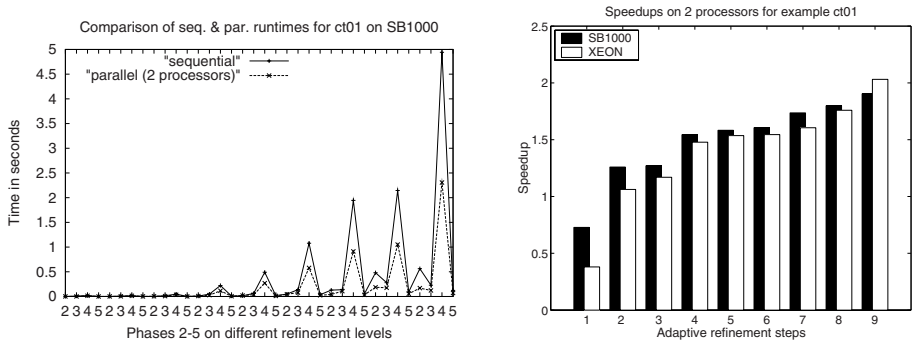 Comparison of seq. & par. runtimes for ct01 on SB1000
5
4.5
4
3.5
3
2.5
2
1.5
1
0.5
0
Time in seconds
"sequential"
"parallel (2 processors)"
2 3 4 5 2 3 4 5 2 3 4 5 2 3 4 5 2 3 4 5 2 3 4 5 2 3 4 5 2 3 4 5 2 3 4 5
Phases 2-5 on different refinement levels
Speedups on 2 processors for example ct01
2.5
2
1.5
1
0.5
0
Speedup
SB1000
XEON
1 2 3 4 5 6 7 8 9
Adaptive refinement steps